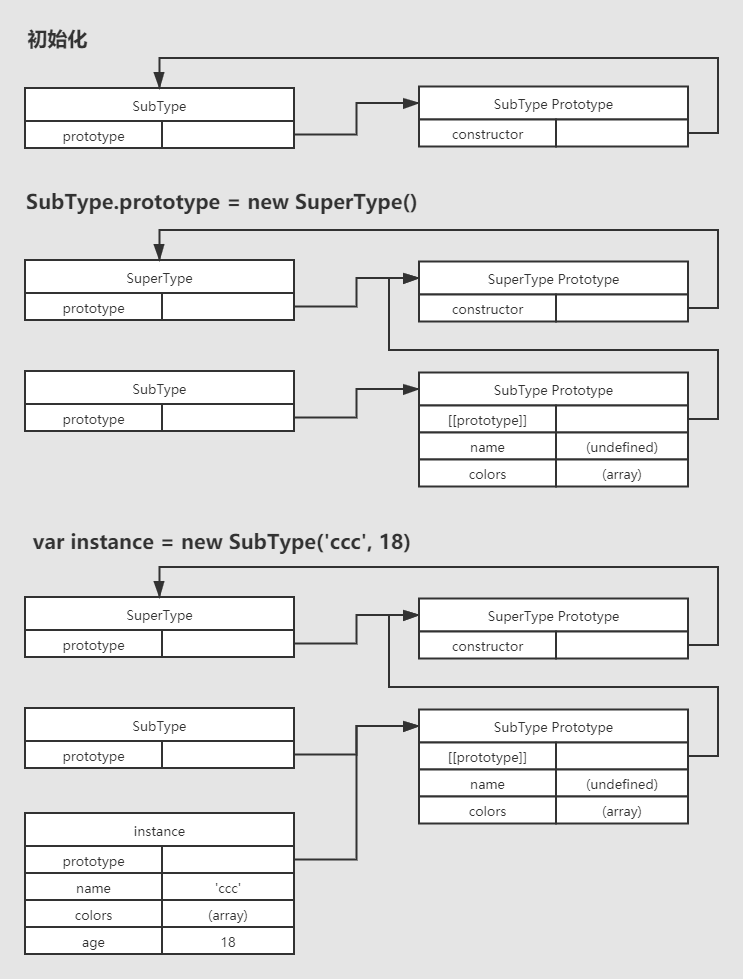 初始化
SubType
SubType Prototype
prototype
constructor
SubType.prototype = new SuperType()
SuperType
SuperType Prototype
prototype
constructor
SubType
SubType Prototype
prototype
[[prototype]]
name (undefined)
colors (array)
var instance = new SubType('ccc', 18)
SuperType
SuperType Prototype
prototype
constructor
SubType
SubType Prototype
prototype
[[prototype]]
name (undefined)
colors (array)
instance
prototype
name 'ccc'
colors (array)
age 18